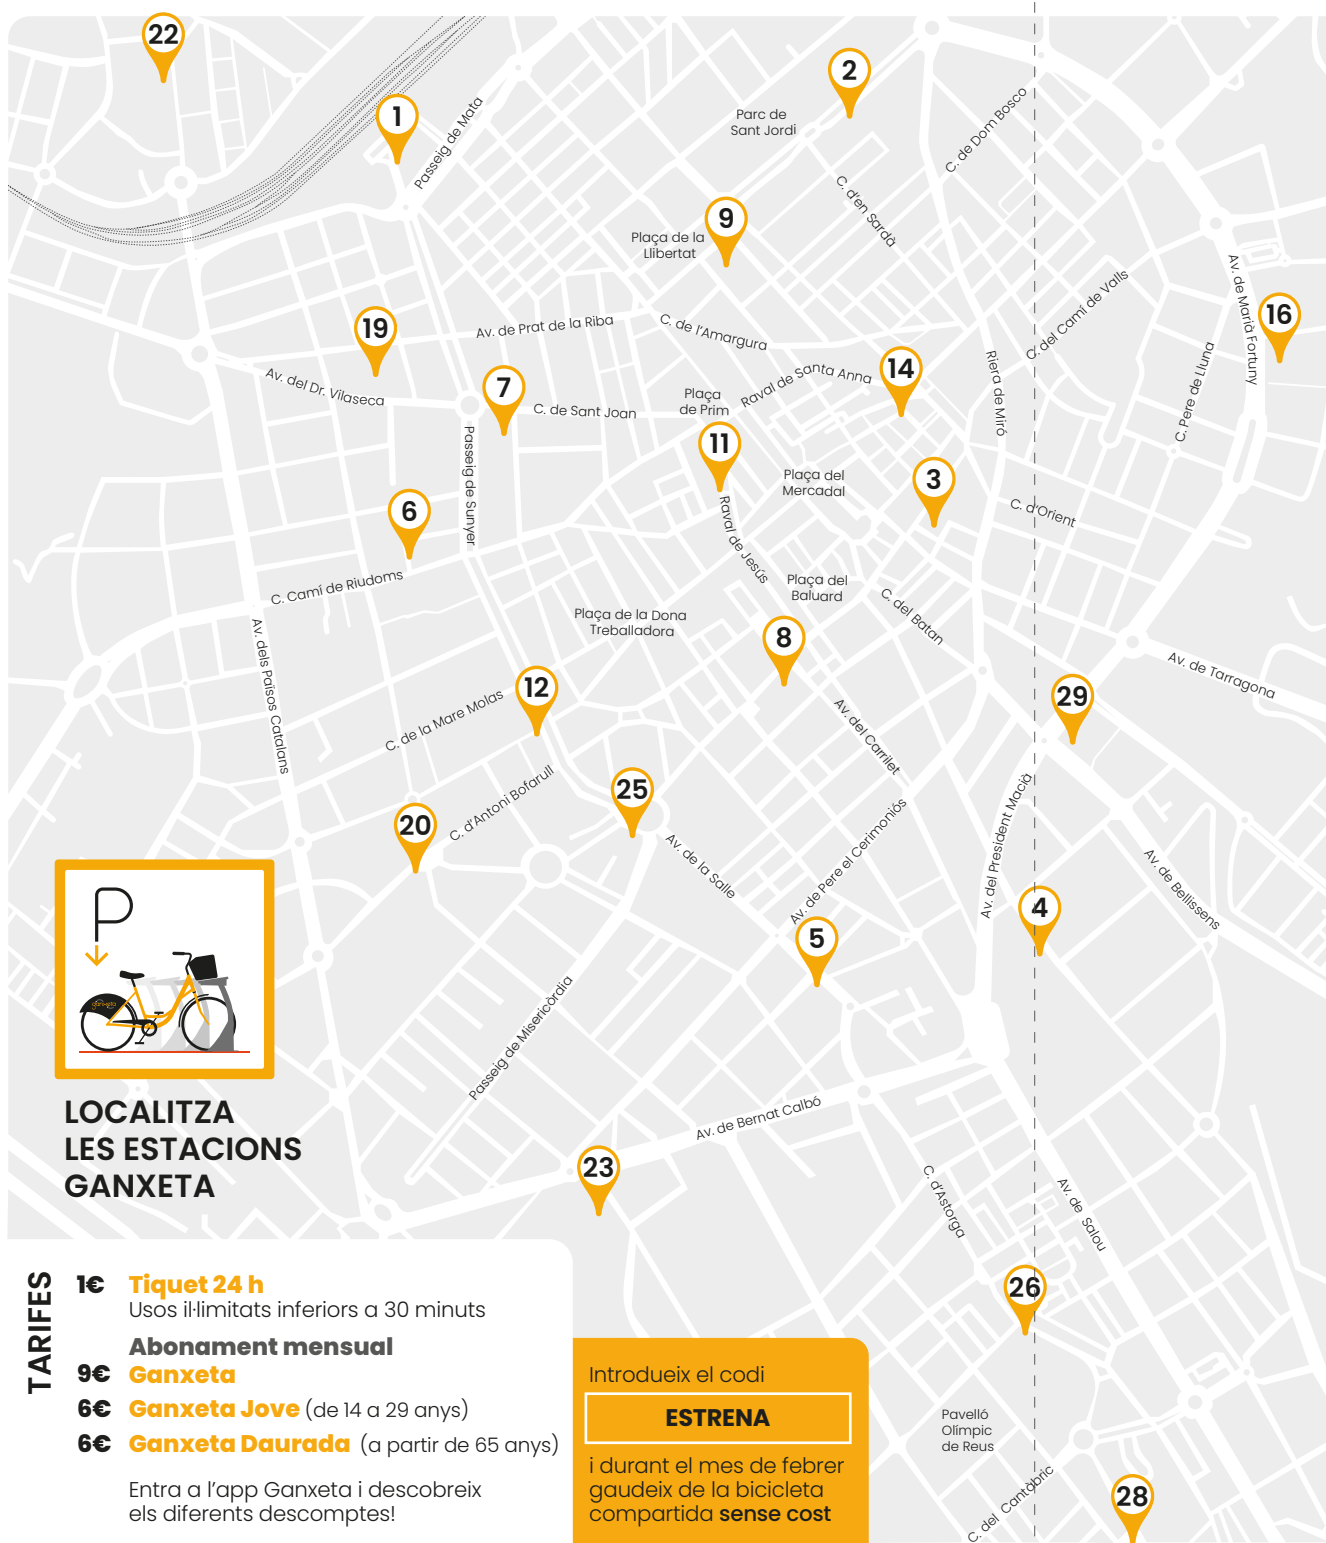 22
2
1
Parc de
Sant Jordi
C. de Dom Bosco
Passeig de Mata
C. d'en Sardà
9
Plaça de la
Llibertat
Av. de Marià Fortuny
C. del Camí de Valls
16
19
Av. de Prat de la Riba
C. de l'Amargura
14
Riera de Miró
C. Pere de Lluna
Av. del Dr. Vilaseca
7
Raval de Santa Anna
Plaça
de Prim
C. de Sant Joan
11
Passeig de Sunyer
Plaça del
Mercadal
3
6
Raval de Jesús
C. d'Orient
C. Camí de Riudoms
Plaça del
Baluard
C. del Batan
Plaça de la Dona
Treballadora
8
Av. dels Països Catalans
Av. de Tarragona
12
29
C. de la Mare Molas
Av. del Carrilet
25
C. d'Antoni Bofarull
20
Av. del President Macià
Av. de la Salle
Av. de Pere el Cerimoniós
Av. de Bellissens
4
5
P
ganxeta
Passeig de Misericòrdia
LOCALITZA
LES ESTACIONS
GANXETA
Av. de Bernat Calbó
23
C. d'Astorga
Av. de Salou
26
TARIFES
1€ Tiquet 24 h
Usos il·limitats inferiors a 30 minuts
Abonament mensual
9€ Ganxeta
6€ Ganxeta Jove (de 14 a 29 anys)
6€ Ganxeta Daurada (a partir de 65 anys)
Entra a l'app Ganxeta i descobreix
els diferents descomptes!
Introdueix el codi
ESTRENA
i durant el mes de febrer
gaudeix de la bicicleta
compartida sense cost
Pavelló
Olímpic
de Reus
C. del Cantàbric
28